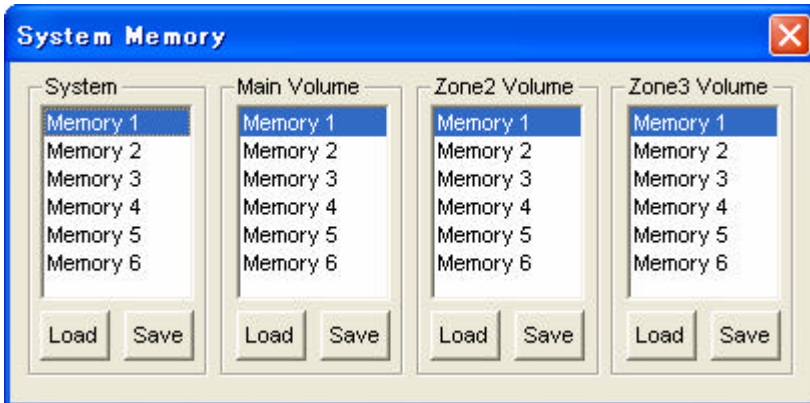 System Memory
System
Memory 1
Memory 2
Memory 3
Memory 4
Memory 5
Memory 6
Load Save
Main Volume
Memory 1
Memory 2
Memory 3
Memory 4
Memory 5
Memory 6
Load Save
Zone2 Volume
Memory 1
Memory 2
Memory 3
Memory 4
Memory 5
Memory 6
Load Save
Zone3 Volume
Memory 1
Memory 2
Memory 3
Memory 4
Memory 5
Memory 6
Load Save